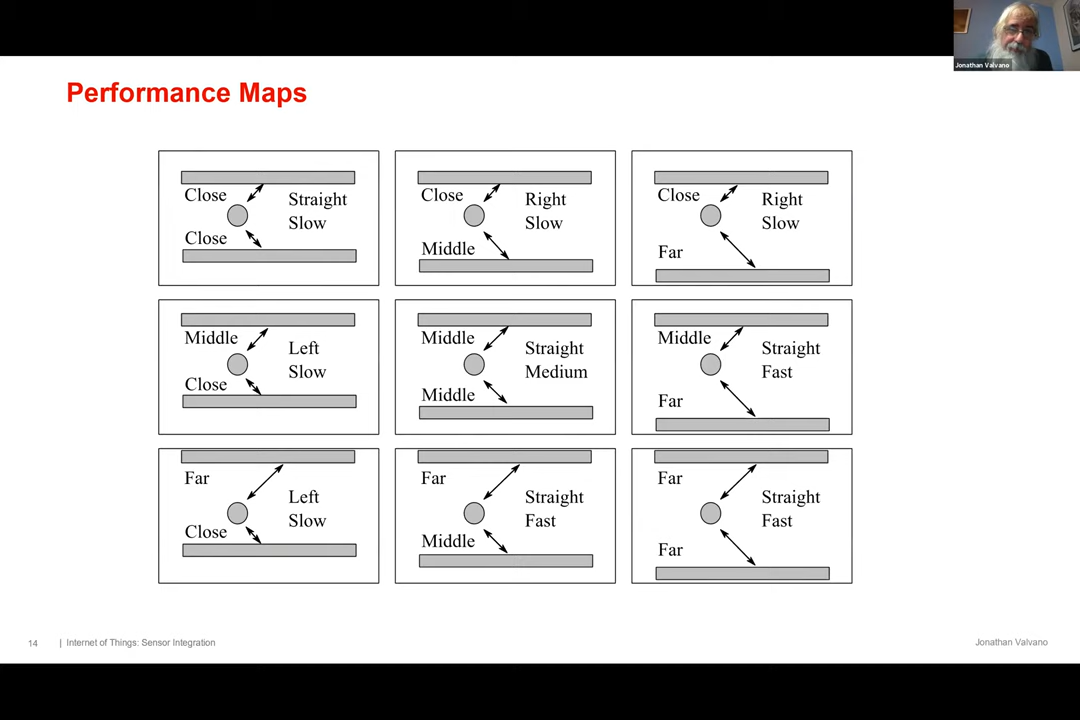 Jonathan Valvano
Performance Maps
Close
Straight
Slow
Close
Close
Right
Slow
Middle
Close
Right
Slow
Far
Middle
Left
Slow
Close
Middle
Straight
Medium
Middle
Middle
Straight
Fast
Far
Far
Left
Slow
Close
Far
Straight
Fast
Middle
Far
Straight
Fast
Far
14 | Internet of Things: Sensor Integration
Jonathan Valvano